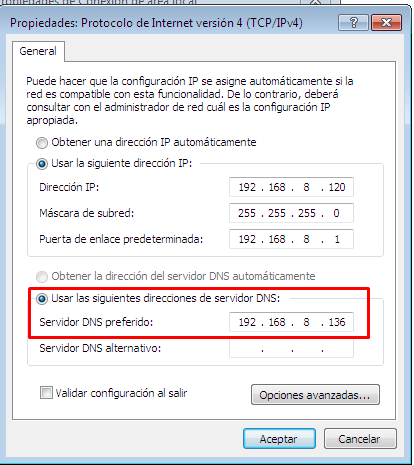 Propiedades: Protocolo de Internet versión 4 (TCP/IPv4)
General
Puede hacer que la configuración IP se asigne automáticamente si la
red es compatible con esta funcionalidad. De lo contrario, deberá
consultar con el administrador de red cuál es la configuración IP
apropiada.
Obtener una dirección IP automáticamente
Usar la siguiente dirección IP:
Dirección IP: 192 . 168 . 8 . 120
Máscara de subred: 255 . 255 . 255 . 0
Puerta de enlace predeterminada: 192 . 168 . 8 . 1
Obtener la dirección del servidor DNS automáticamente
Usar las siguientes direcciones de servidor DNS:
Servidor DNS preferido: 192 . 168 . 8 . 136
Servidor DNS alternativo: . . .
Validar configuración al salir
Opciones avanzadas...
Aceptar Cancelar